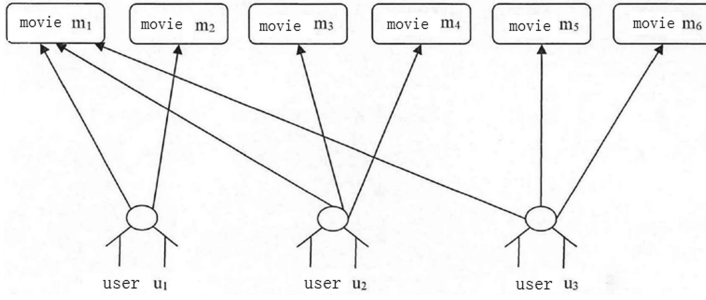 movie m₁ movie m₂ movie m₃ movie m₄ movie m₅ movie m₆
user u₁ user u₂ user u₃